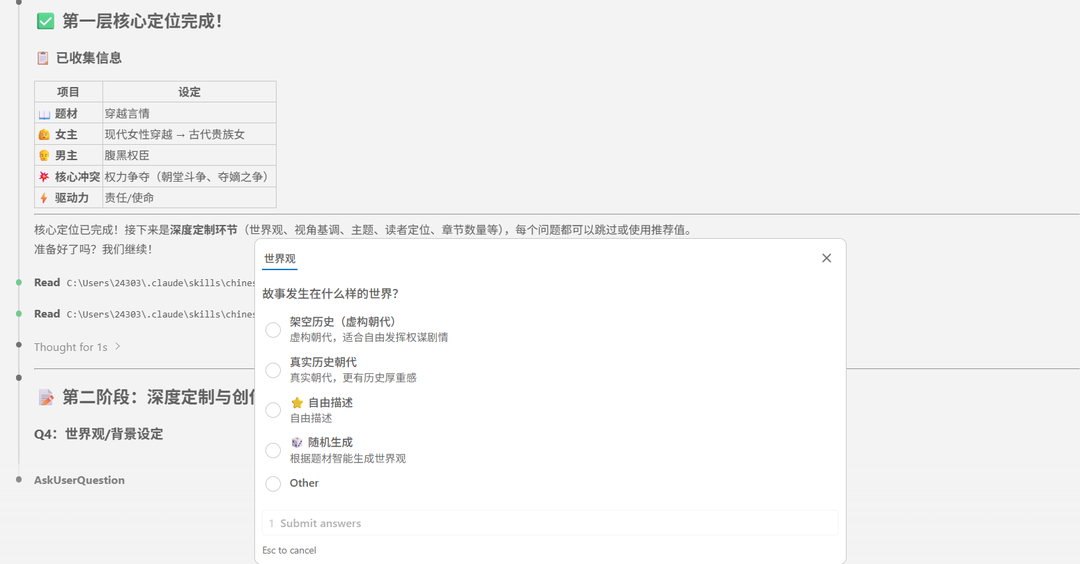 ✅ 第一层核心定位完成!
📋 已收集信息
项目 设定
📖 题材 穿越言情
👩 女主 现代女性穿越 → 古代贵族女
👨 男主 腹黑权臣
💥 核心冲突 权力争夺（朝堂斗争、夺嫡之争）
⚡ 驱动力 责任/使命
核心定位已完成！接下来是深度定制环节（世界观、视角基调、主题、读者定位、章节数量等），每个问题都可以跳过或使用推荐值。
准备好了吗？我们继续！
Read C:\Users\24303\.claude\skills\chines
Read C:\Users\24303\.claude\skills\chines
Thought for 1s >
📝 第二阶段：深度定制与创
Q4：世界观/背景设定
AskUserQuestion
世界观
故事发生在什么样的世界？
架空历史（虚构朝代）
虚构朝代，适合自由发挥权谋剧情
真实历史朝代
真实朝代，更有历史厚重感
⭐ 自由描述
自由描述
🎲 随机生成
根据题材智能生成世界观
Other
1 Submit answers
Esc to cancel